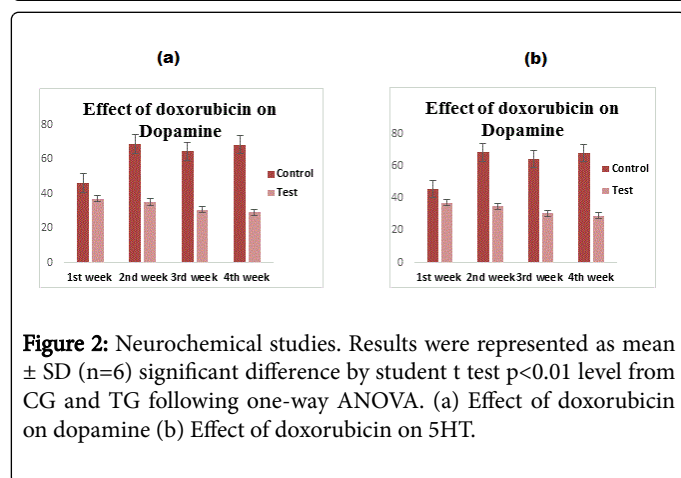 (a)
(b)
Effect of doxorubicin on
Dopamine
80
60
40
20
0
Control
Test
1st week 2nd week 3rd week 4th week
Effect of doxorubicin on
Dopamine
80
60
40
20
0
Control
Test
1st week 2nd week 3rd week 4th week
Figure 2: Neurochemical studies. Results were represented as mean
± SD (n=6) significant difference by student t test p<0.01 level from
CG and TG following one-way ANOVA. (a) Effect of doxorubicin
on dopamine (b) Effect of doxorubicin on 5HT.